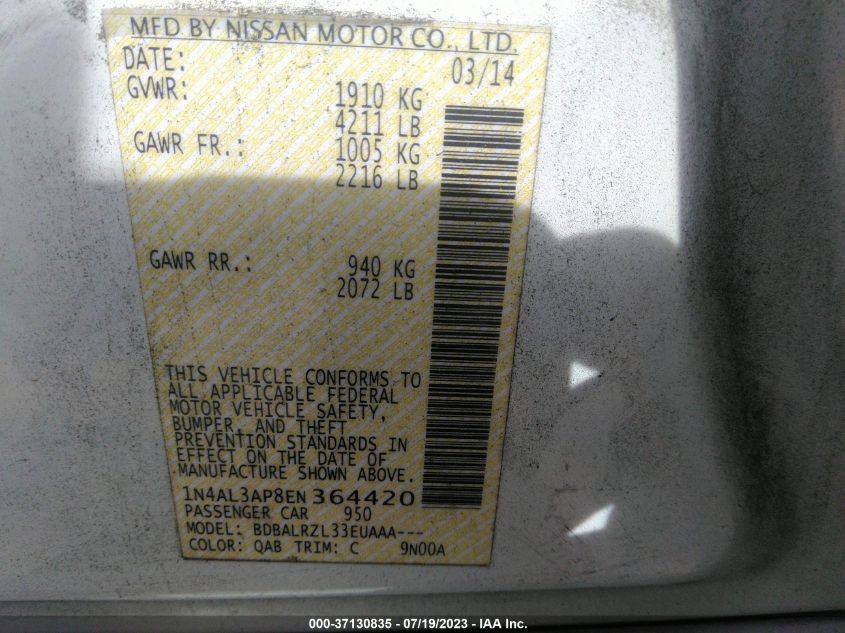 MFD BY NISSAN MOTOR CO., LTD.
DATE: 03/14
GVWR: 1910 KG
4211 LB
GAWR FR.: 1005 KG
2216 LB
GAWR RR.: 940 KG
2072 LB
THIS VEHICLE CONFORMS TO
ALL APPLICABLE FEDERAL
MOTOR VEHICLE SAFETY,
BUMPER, AND THEFT
PREVENTION STANDARDS IN
EFFECT ON THE DATE OF
MANUFACTURE SHOWN ABOVE.
1N4AL3AP8EN364420
PASSENGER CAR 950
MODEL: BDBALRZL33EUAAA---
COLOR: QAB TRIM: C 9N00A
000-37130835 - 07/19/2023 - IAA Inc.